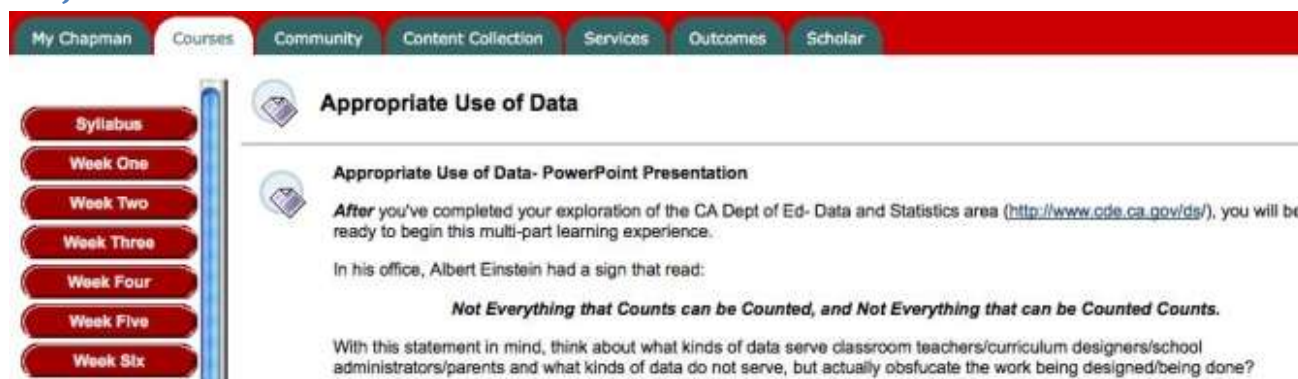 My Chapman Courses Community Content Collection Services Outcomes Scholar
Syllabus
Week One
Week Two
Week Three
Week Four
Week Five
Week Six
Appropriate Use of Data
Appropriate Use of Data- PowerPoint Presentation
After you've completed your exploration of the CA Dept of Ed- Data and Statistics area (http://www.cde.ca.gov/ds/), you will be
ready to begin this multi-part learning experience.
In his office, Albert Einstein had a sign that read:
Not Everything that Counts can be Counted, and Not Everything that can be Counted Counts.
With this statement in mind, think about what kinds of data serve classroom teachers/curriculum designers/school
administrators/parents and what kinds of data do not serve, but actually obsfucate the work being designed/being done?